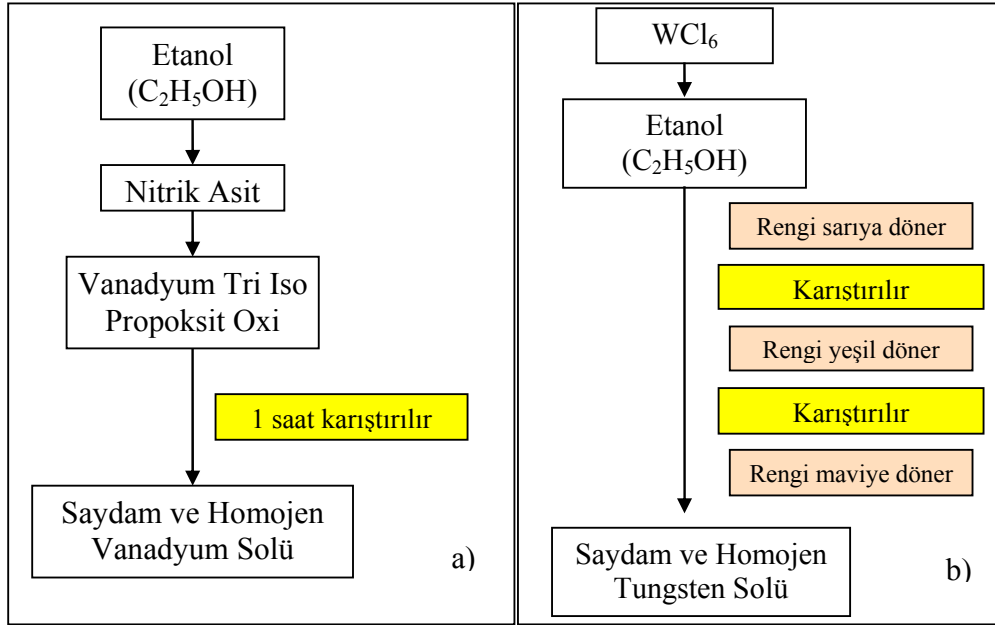 Etanol
(C₂H₅OH)
Nitrik Asit
Vanadyum Tri Iso
Propoksit Oxi
1 saat karıştırılır
Saydam ve Homojen
Vanadyum Solü
a)
WCl₆
Etanol
(C₂H₅OH)
Rengi sarıya döner
Karıstırılır
Rengi yeşil döner
Karıştırılır
Rengi maviye döner
Saydam ve Homojen
Tungsten Solü
b)